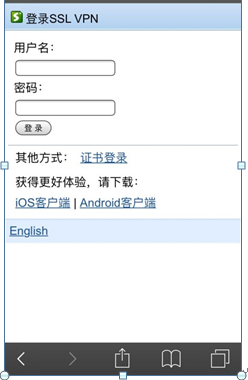 登录SSL VPN
用户名：
密码：
登 录
其他方式： 证书登录
获得更好体验，请下载：
iOS客户端 | Android客户端
English